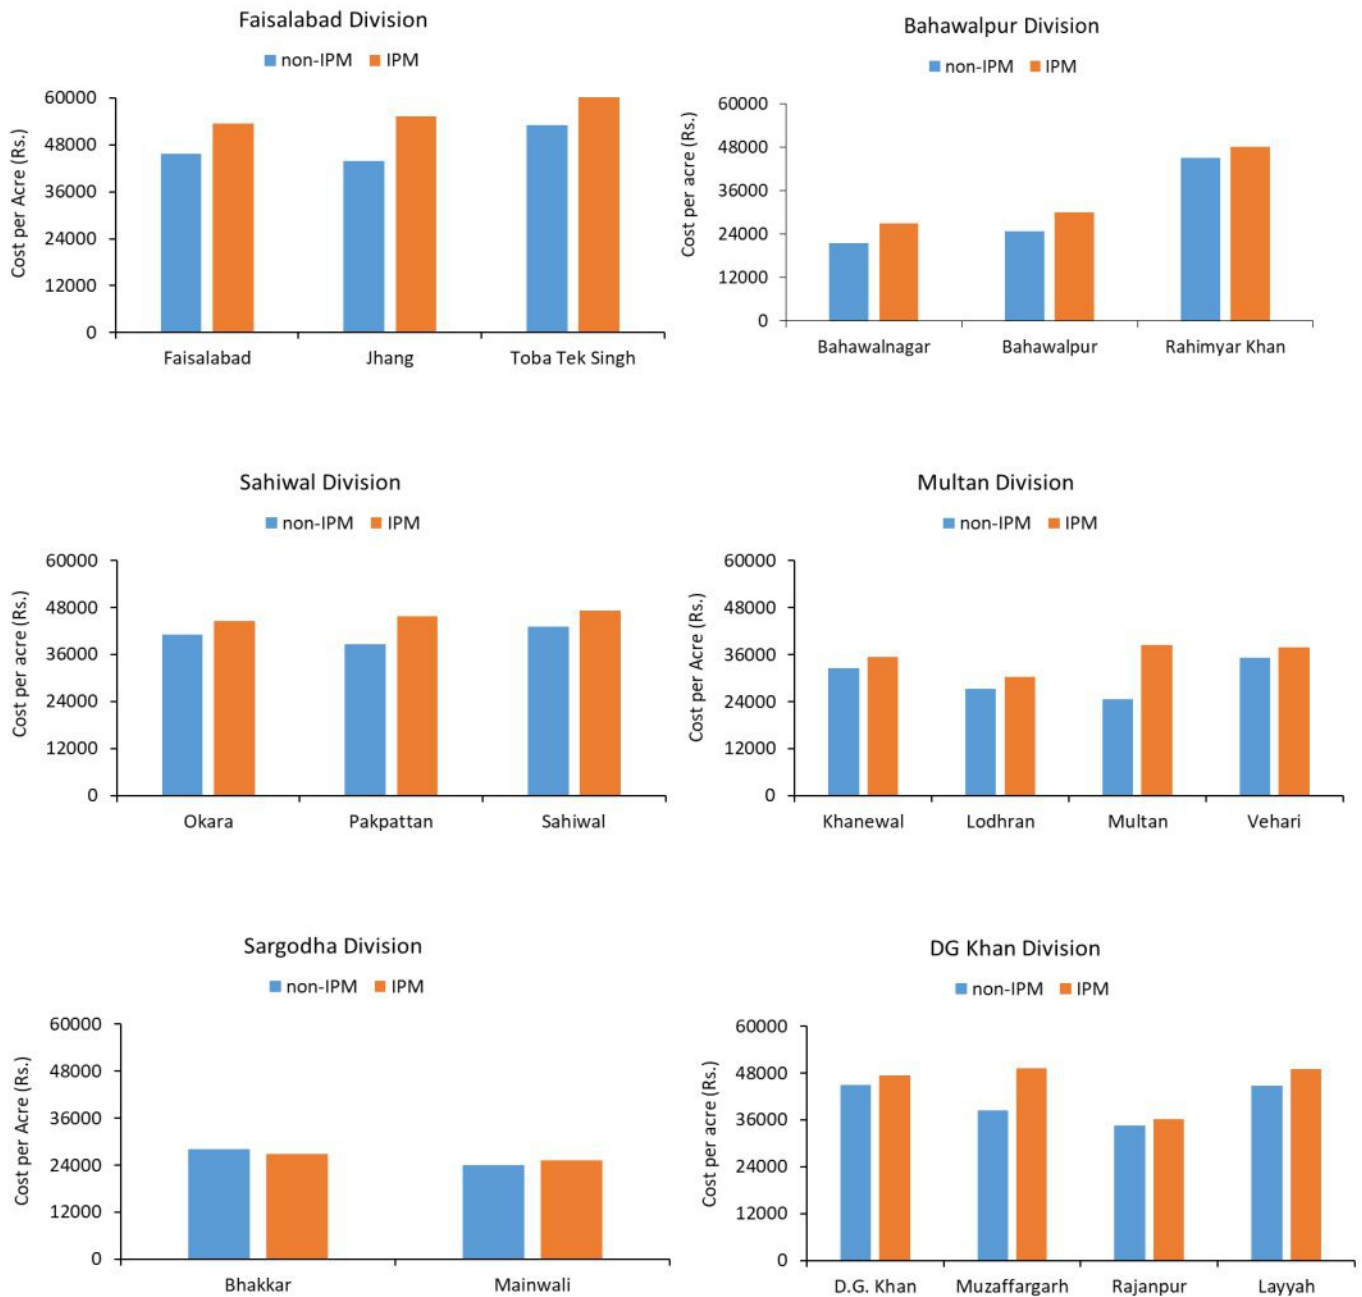 Faisalabad Division
non-IPM IPM
Cost per Acre (Rs.)
60000
48000
36000
24000
12000
0
Faisalabad Jhang Toba Tek Singh
Bahawalpur Division
non-IPM IPM
Cost per acre (Rs.)
60000
48000
36000
24000
12000
0
Bahawalnagar Bahawalpur Rahimyar Khan
Sahiwal Division
non-IPM IPM
Cost per acre (Rs.)
60000
48000
36000
24000
12000
0
Okara Pakpattan Sahiwal
Multan Division
non-IPM IPM
Cost per Acre (Rs.)
60000
48000
36000
24000
12000
0
Khanewal Lodhran Multan Vehari
Sargodha Division
non-IPM IPM
Cost per Acre (Rs.)
60000
48000
36000
24000
12000
0
Bhakkar Mainwali
DG Khan Division
non-IPM IPM
Cost per acre (Rs.)
60000
48000
36000
24000
12000
0
D.G. Khan Muzaffargarh Rajanpur Layyah